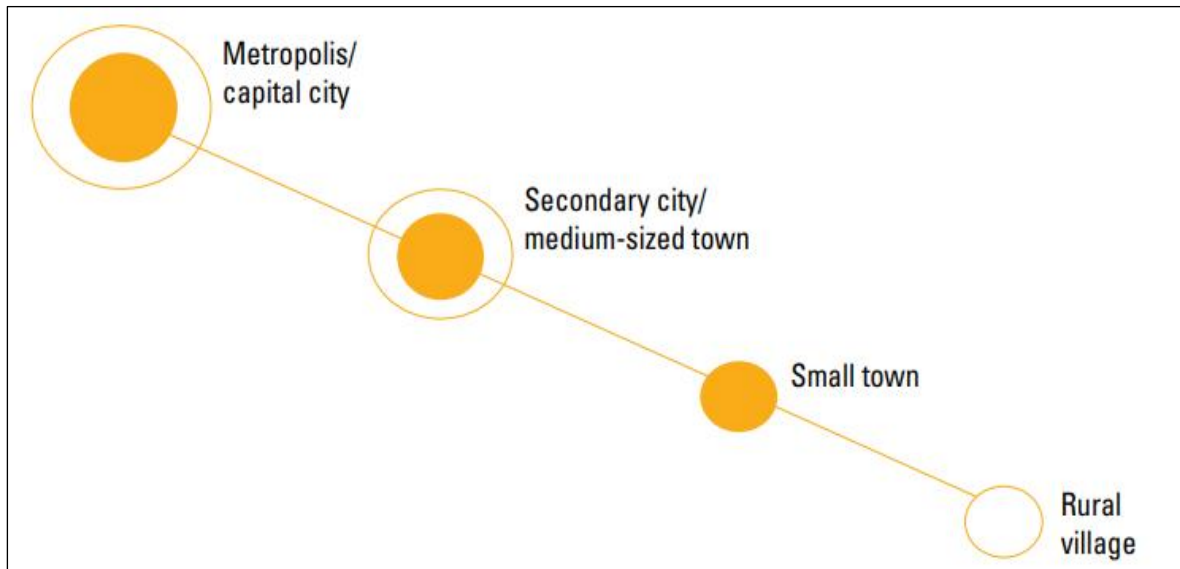 Metropolis/
capital city
Secondary city/
medium-sized town
Small town
Rural
village